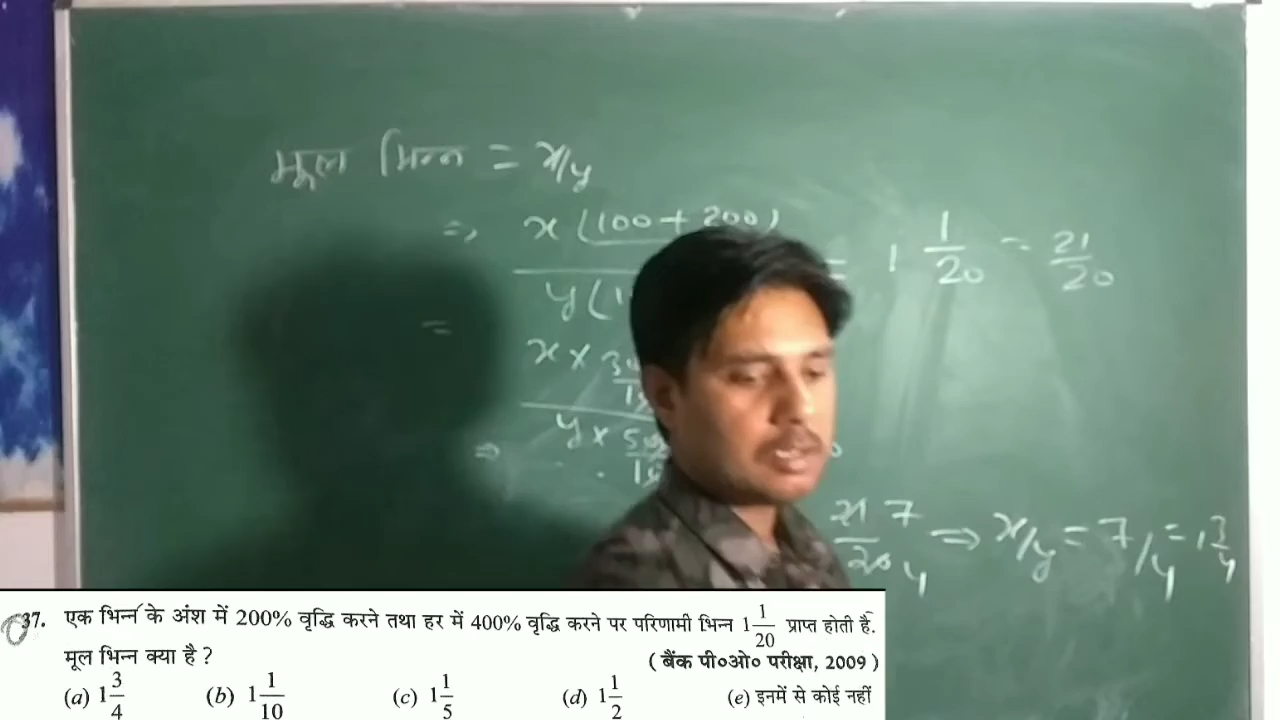 मूल भिन्न = x/y
⇒ x (100 + 200) = 1 1/20 = 21/20
y (1
=
x × 3
y × 5
⇒
21 7 / 20 4 ⇒ x/y = 7/4 = 1 3/4
37. एक भिन्न के अंश में 200% वृद्धि करने तथा हर में 400% वृद्धि करने पर परिणामी भिन्न 1 1/20 प्राप्त होती है.
मूल भिन्न क्या है ? ( बैंक पी०ओ० परीक्षा, 2009 )
(a) 1 3/4 (b) 1 1/10 (c) 1 1/5 (d) 1 1/2 (e) इनमें से कोई नहीं